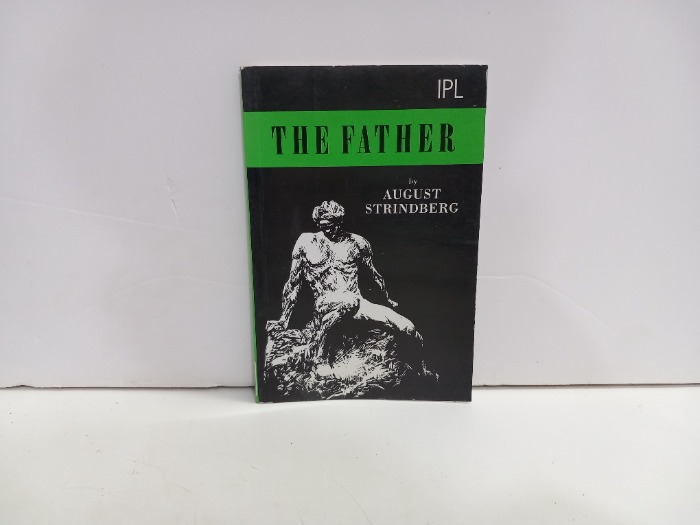 IPL
THE FATHER
by
AUGUST
STRINDBERG